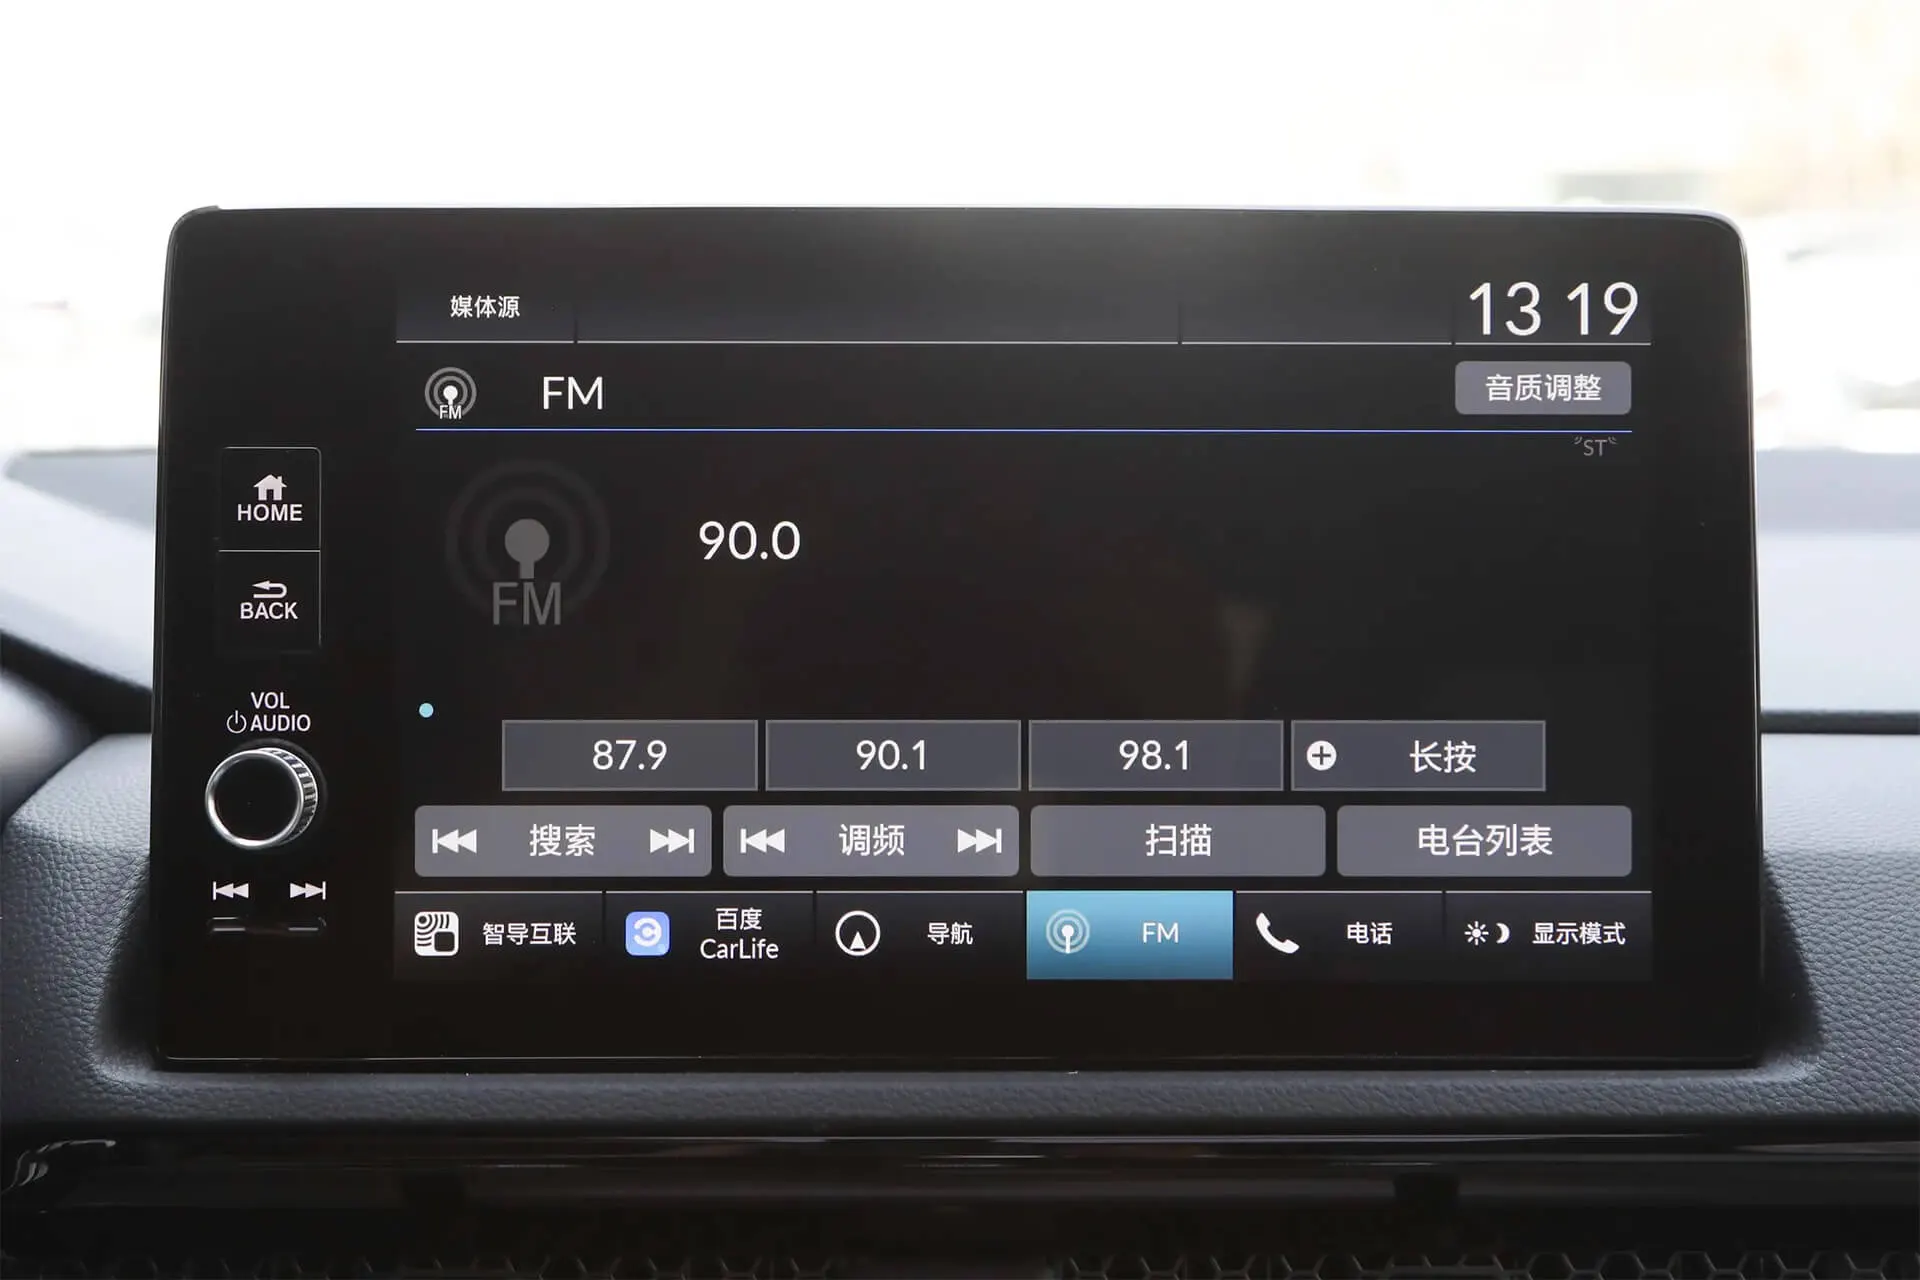 媒体源
13 19
FM
FM
音质调整
ST
HOME
FM
90.0
BACK
VOL
AUDIO
87.9
90.1
98.1
长按
搜索
调频
扫描
电台列表
智导互联
百度
CarLife
导航
FM
电话
显示模式